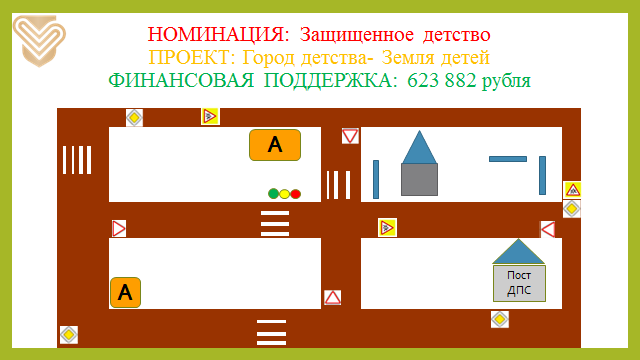 НОМИНАЦИЯ: Защищенное детство
ПРОЕКТ: Город детства- Земля детей
ФИНАНСОВАЯ ПОДДЕРЖКА: 623 882 рубля
А
А
Пост
ДПС